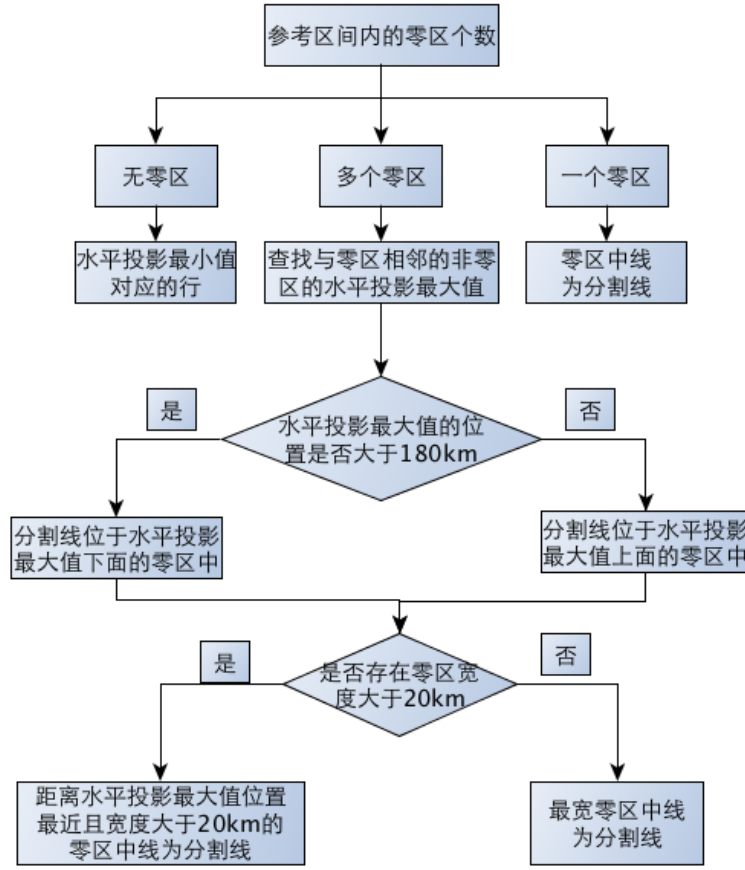 参考区间内的零区个数
无零区
多个零区
一个零区
水平投影最小值
对应的行
查找与零区相邻的非零
区的水平投影最大值
零区中线
为分割线
是
否
水平投影最大值的位
置是否大于180km
分割线位于水平投影
最大值下面的零区中
分割线位于水平投影
最大值上面的零区中
是
否
是否存在零区宽
度大于20km
距离水平投影最大值位置
最近且宽度大于20km的
零区中线为分割线
最宽零区中线
为分割线